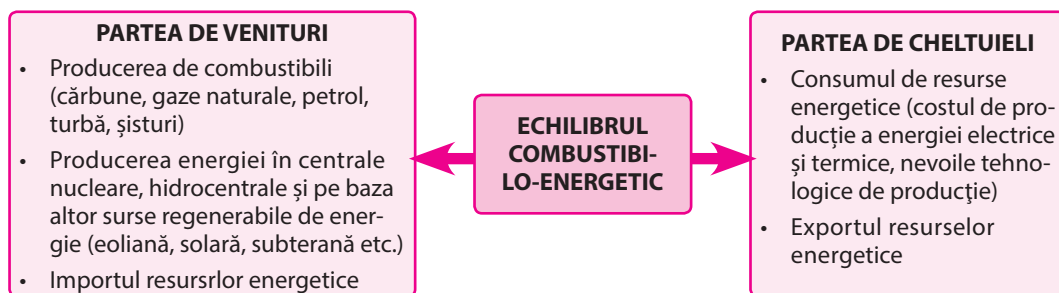 PARTEA DE VENITURI
• Producerea de combustibili
(cărbune, gaze naturale, petrol,
turbă, șisturi)
• Producerea energiei în centrale
nucleare, hidrocentrale și pe baza
altor surse regenerabile de ener-
gie (eoliană, solară, subterană etc.)
• Importul resursrlor energetice
ECHILIBRUL
COMBUSTIBI-
LO-ENERGETIC
PARTEA DE CHELTUIELI
• Consumul de resurse
energetice (costul de pro-
ducție a energiei electrice
și termice, nevoile tehno-
logice de producţie)
• Exportul resurselor
energetice